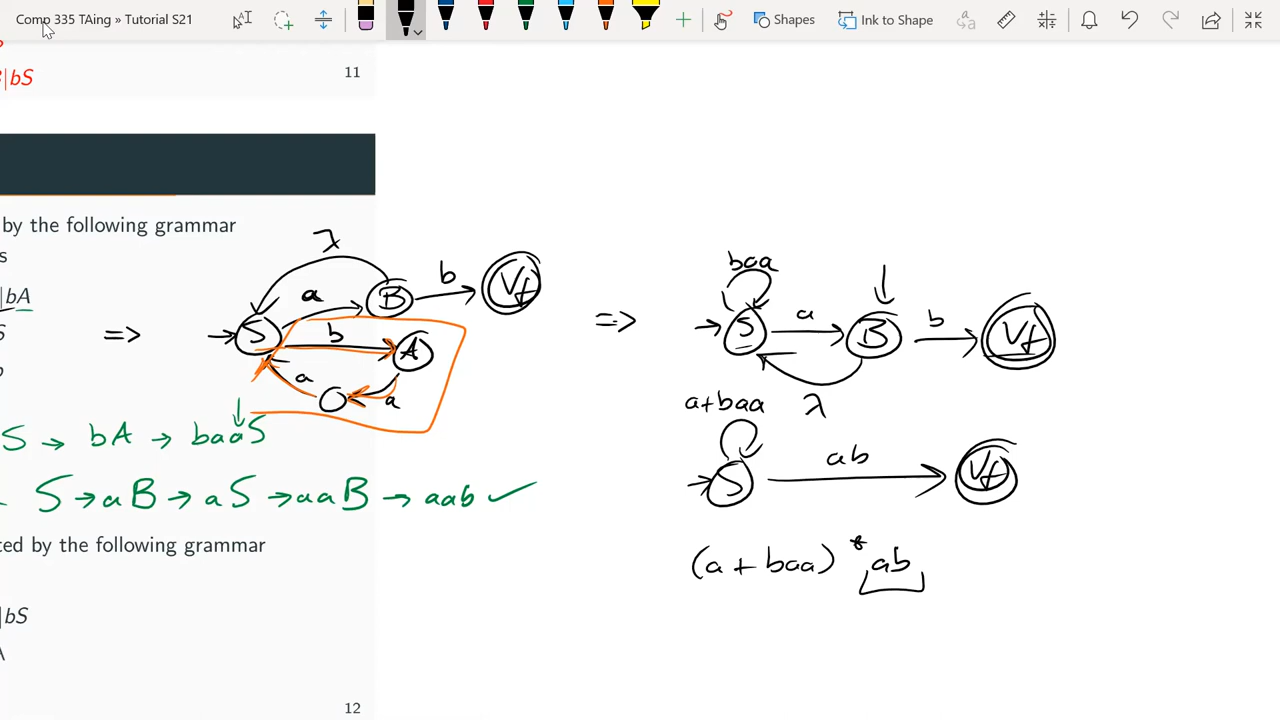 Comp 335 TAing » Tutorial S21
Shapes
Ink to Shape
|bS
11
by the following grammar
s
|bA
S
=>
λ
a
B
b
Vf
S
b
A
a
a
=>
baa
S
a
B
b
Vf
λ
a+baa
S
ab
Vf
(a + baa)* ab
S → bA → baaS
S → aB → aS → aaB → aab ✓
ted by the following grammar
|bS
12